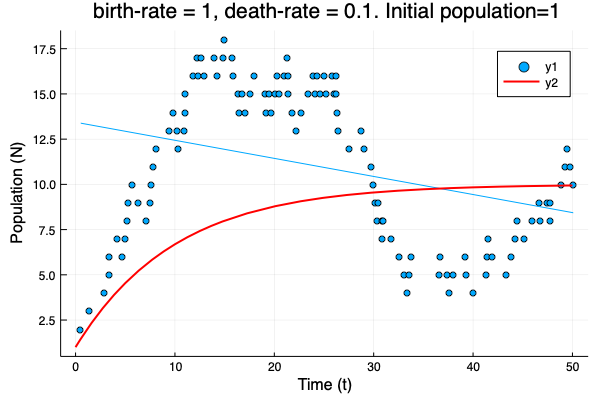 birth-rate = 1, death-rate = 0.1. Initial population=1
17.5
15.0
12.5
10.0
7.5
5.0
2.5
Population (N)
y1
y2
0 10 20 30 40 50
Time (t)